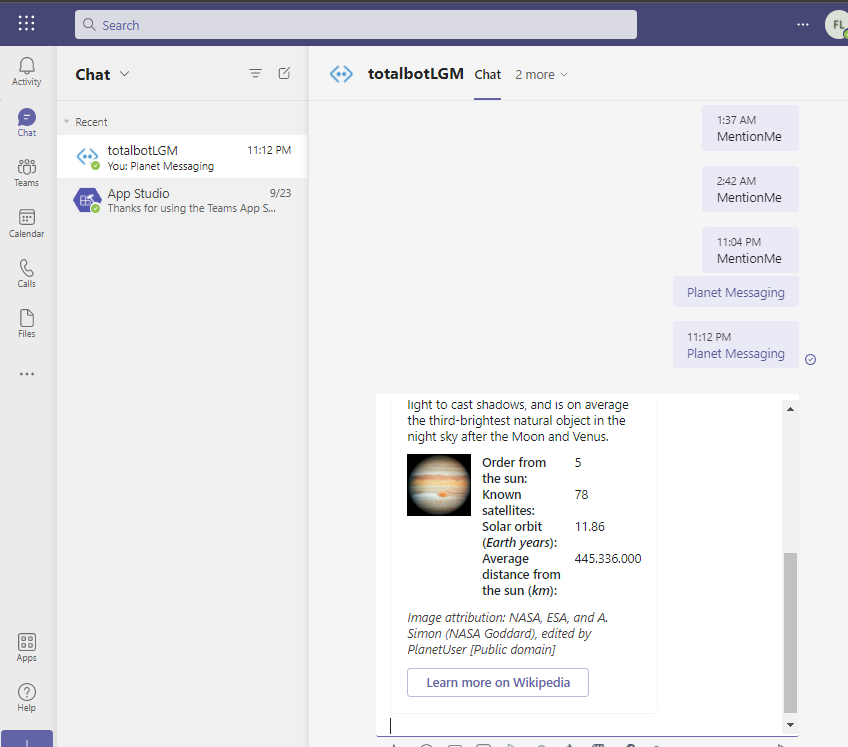 Search
FL
Activity
Chat
Teams
Calendar
Calls
Files
Apps
Help
Chat
Recent
totalbotLGM 11:12 PM
You: Planet Messaging
App Studio 9/23
Thanks for using the Teams App S...
totalbotLGM Chat 2 more
1:37 AM
MentionMe
2:42 AM
MentionMe
11:04 PM
MentionMe
Planet Messaging
11:12 PM
Planet Messaging
light to cast shadows, and is on average
the third-brightest natural object in the
night sky after the Moon and Venus.
Order from 5
the sun:
Known 78
satellites:
Solar orbit 11.86
(Earth years):
Average 445.336.000
distance from
the sun (km):
Image attribution: NASA, ESA, and A.
Simon (NASA Goddard), edited by
PlanetUser [Public domain]
Learn more on Wikipedia